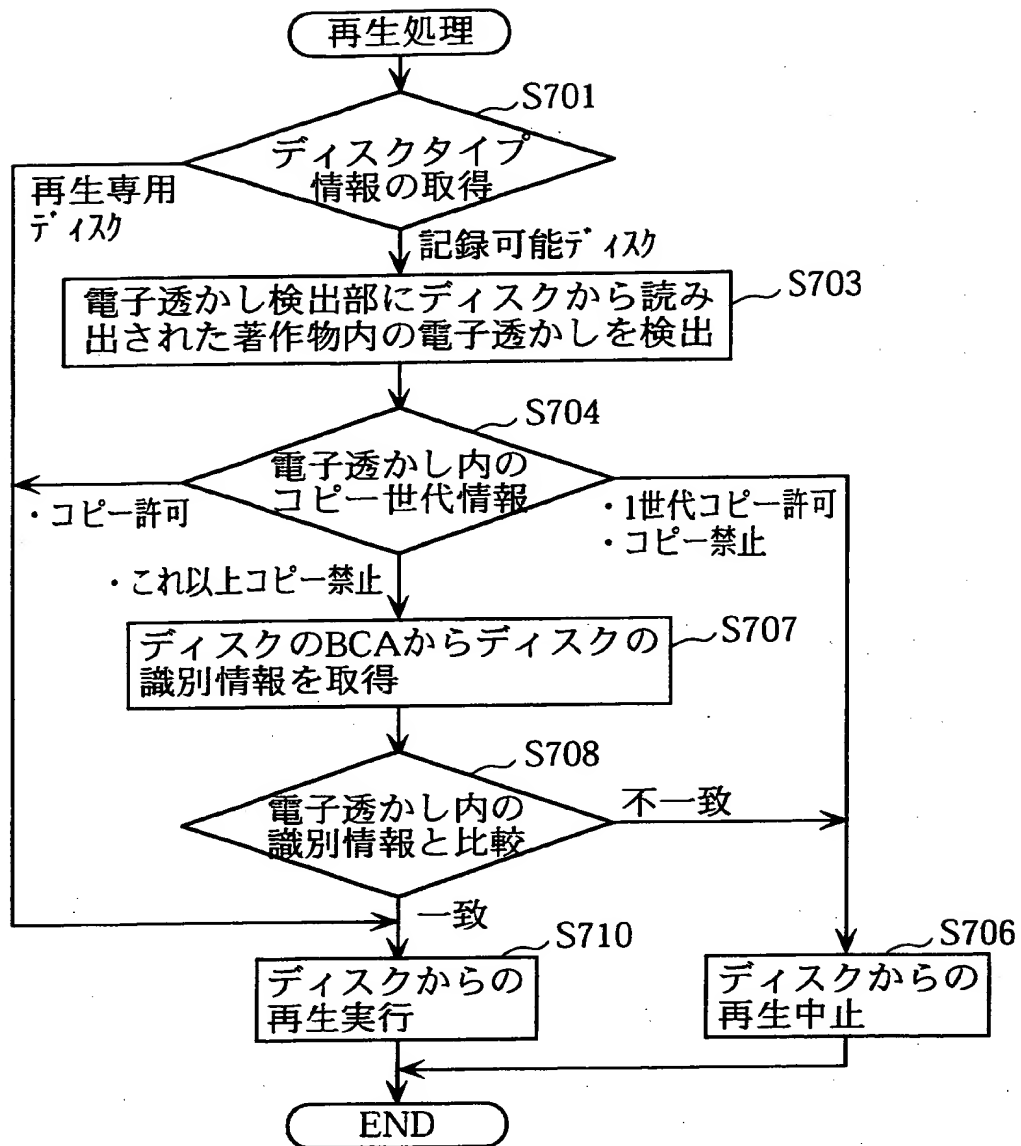 再生処理
S701
ディスクタイプ
情報の取得
再生専用
ディスク
記録可能ディスク
S703
電子透かし検出部にディスクから読み
出された著作物内の電子透かしを検出
S704
電子透かし内の
コピー世代情報
・コピー許可
・1世代コピー許可
・コピー禁止
・これ以上コピー禁止
S707
ディスクのBCAからディスクの
識別情報を取得
S708
電子透かし内の
識別情報と比較
不一致
一致
S710
ディスクからの
再生実行
S706
ディスクからの
再生中止
END